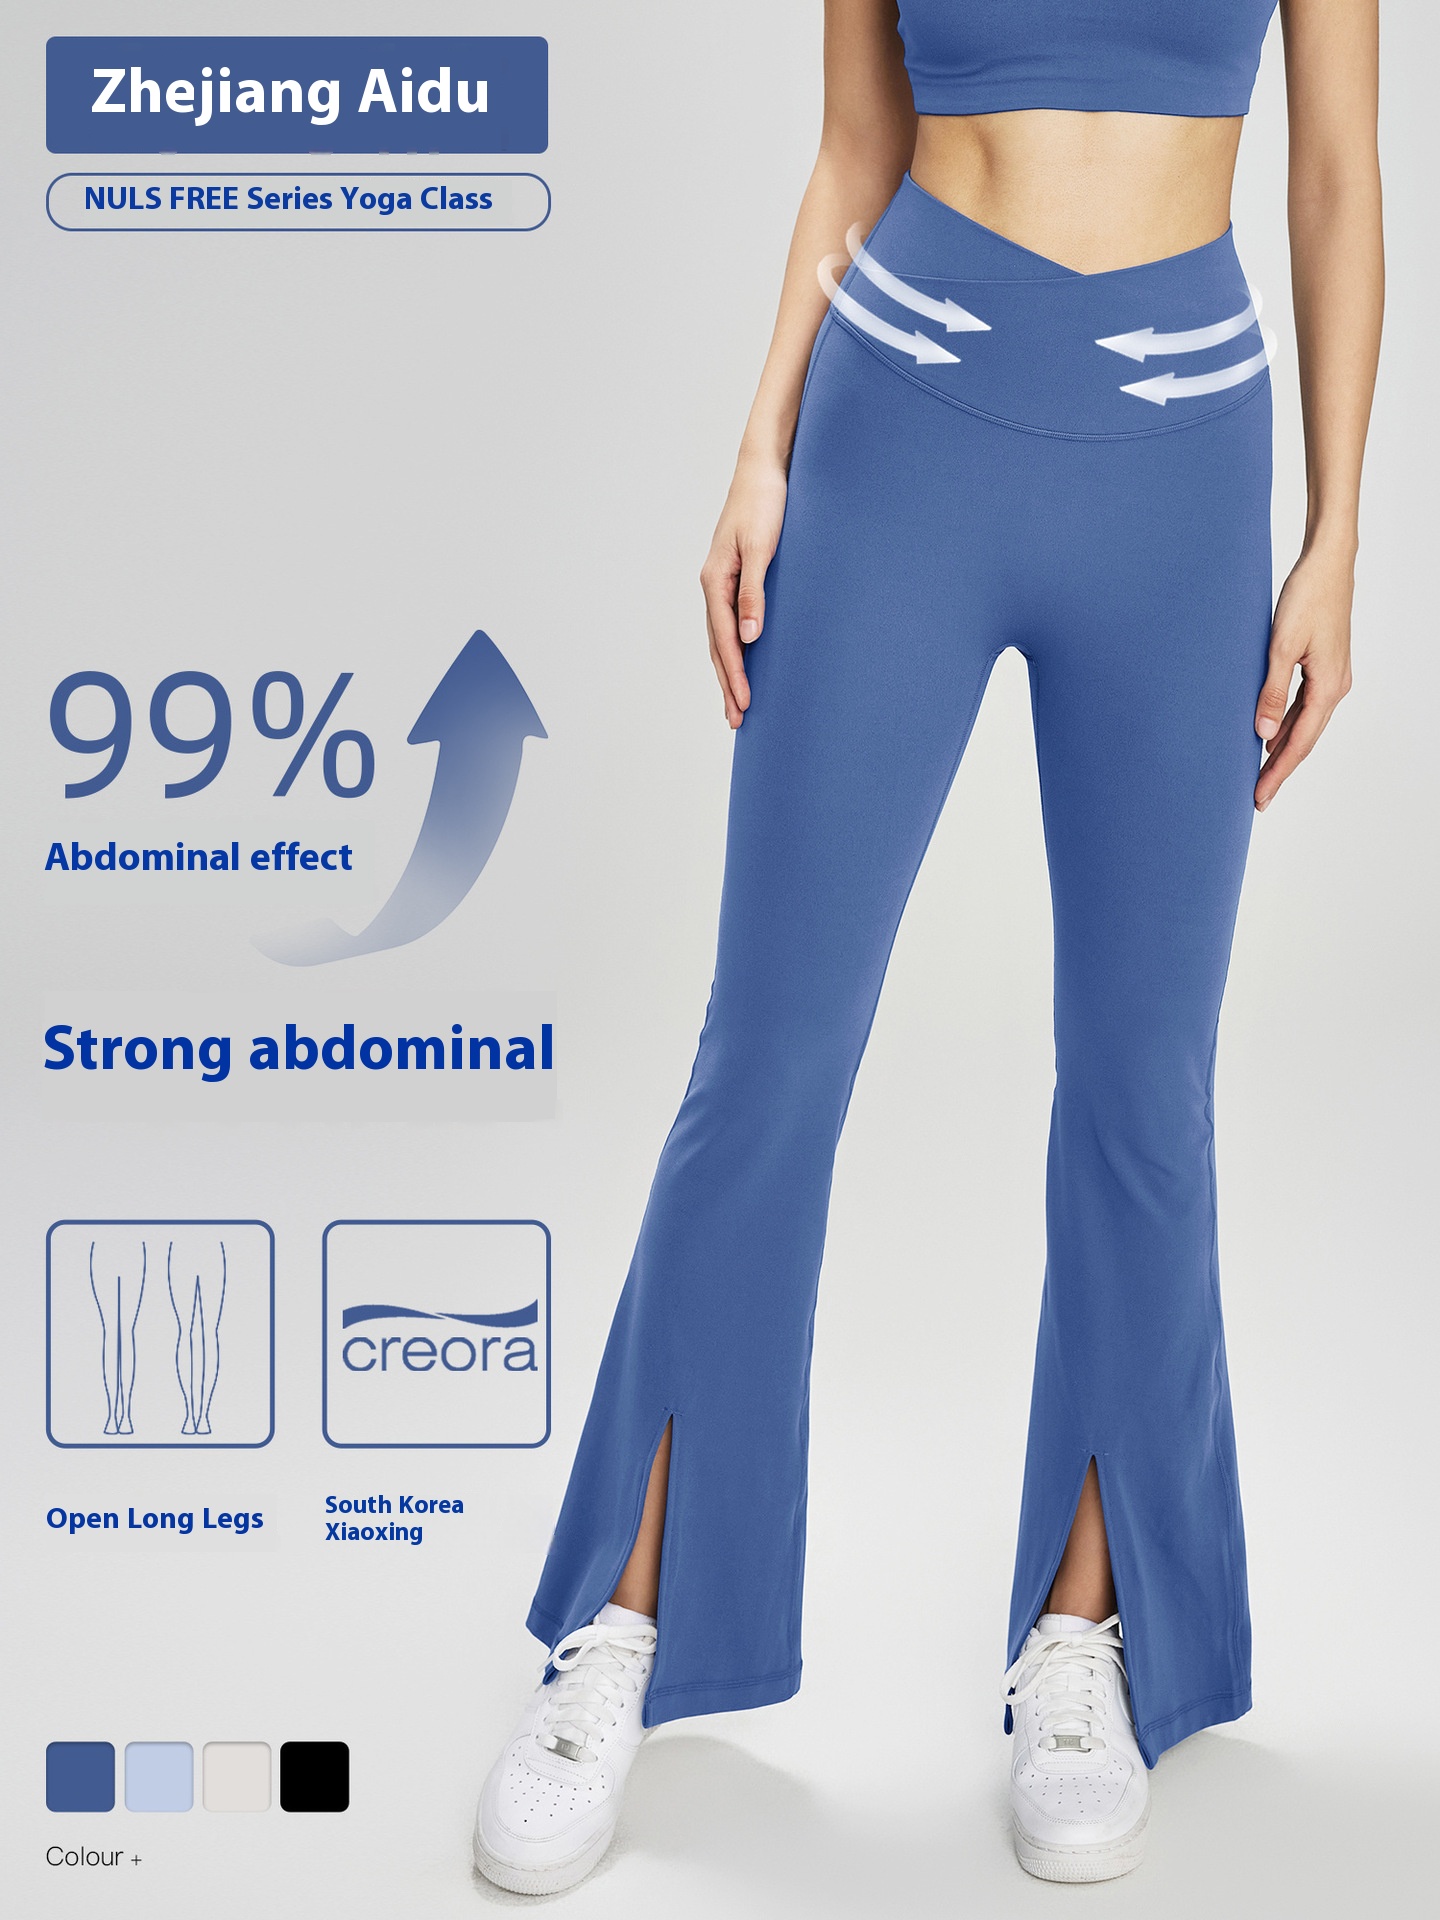 Zhejiang Aidu
NULS FREE Series Yoga Class
99%
Abdominal effect
Strong abdominal
creora
Open Long Legs
South Korea
Xiaoxing
Colour +